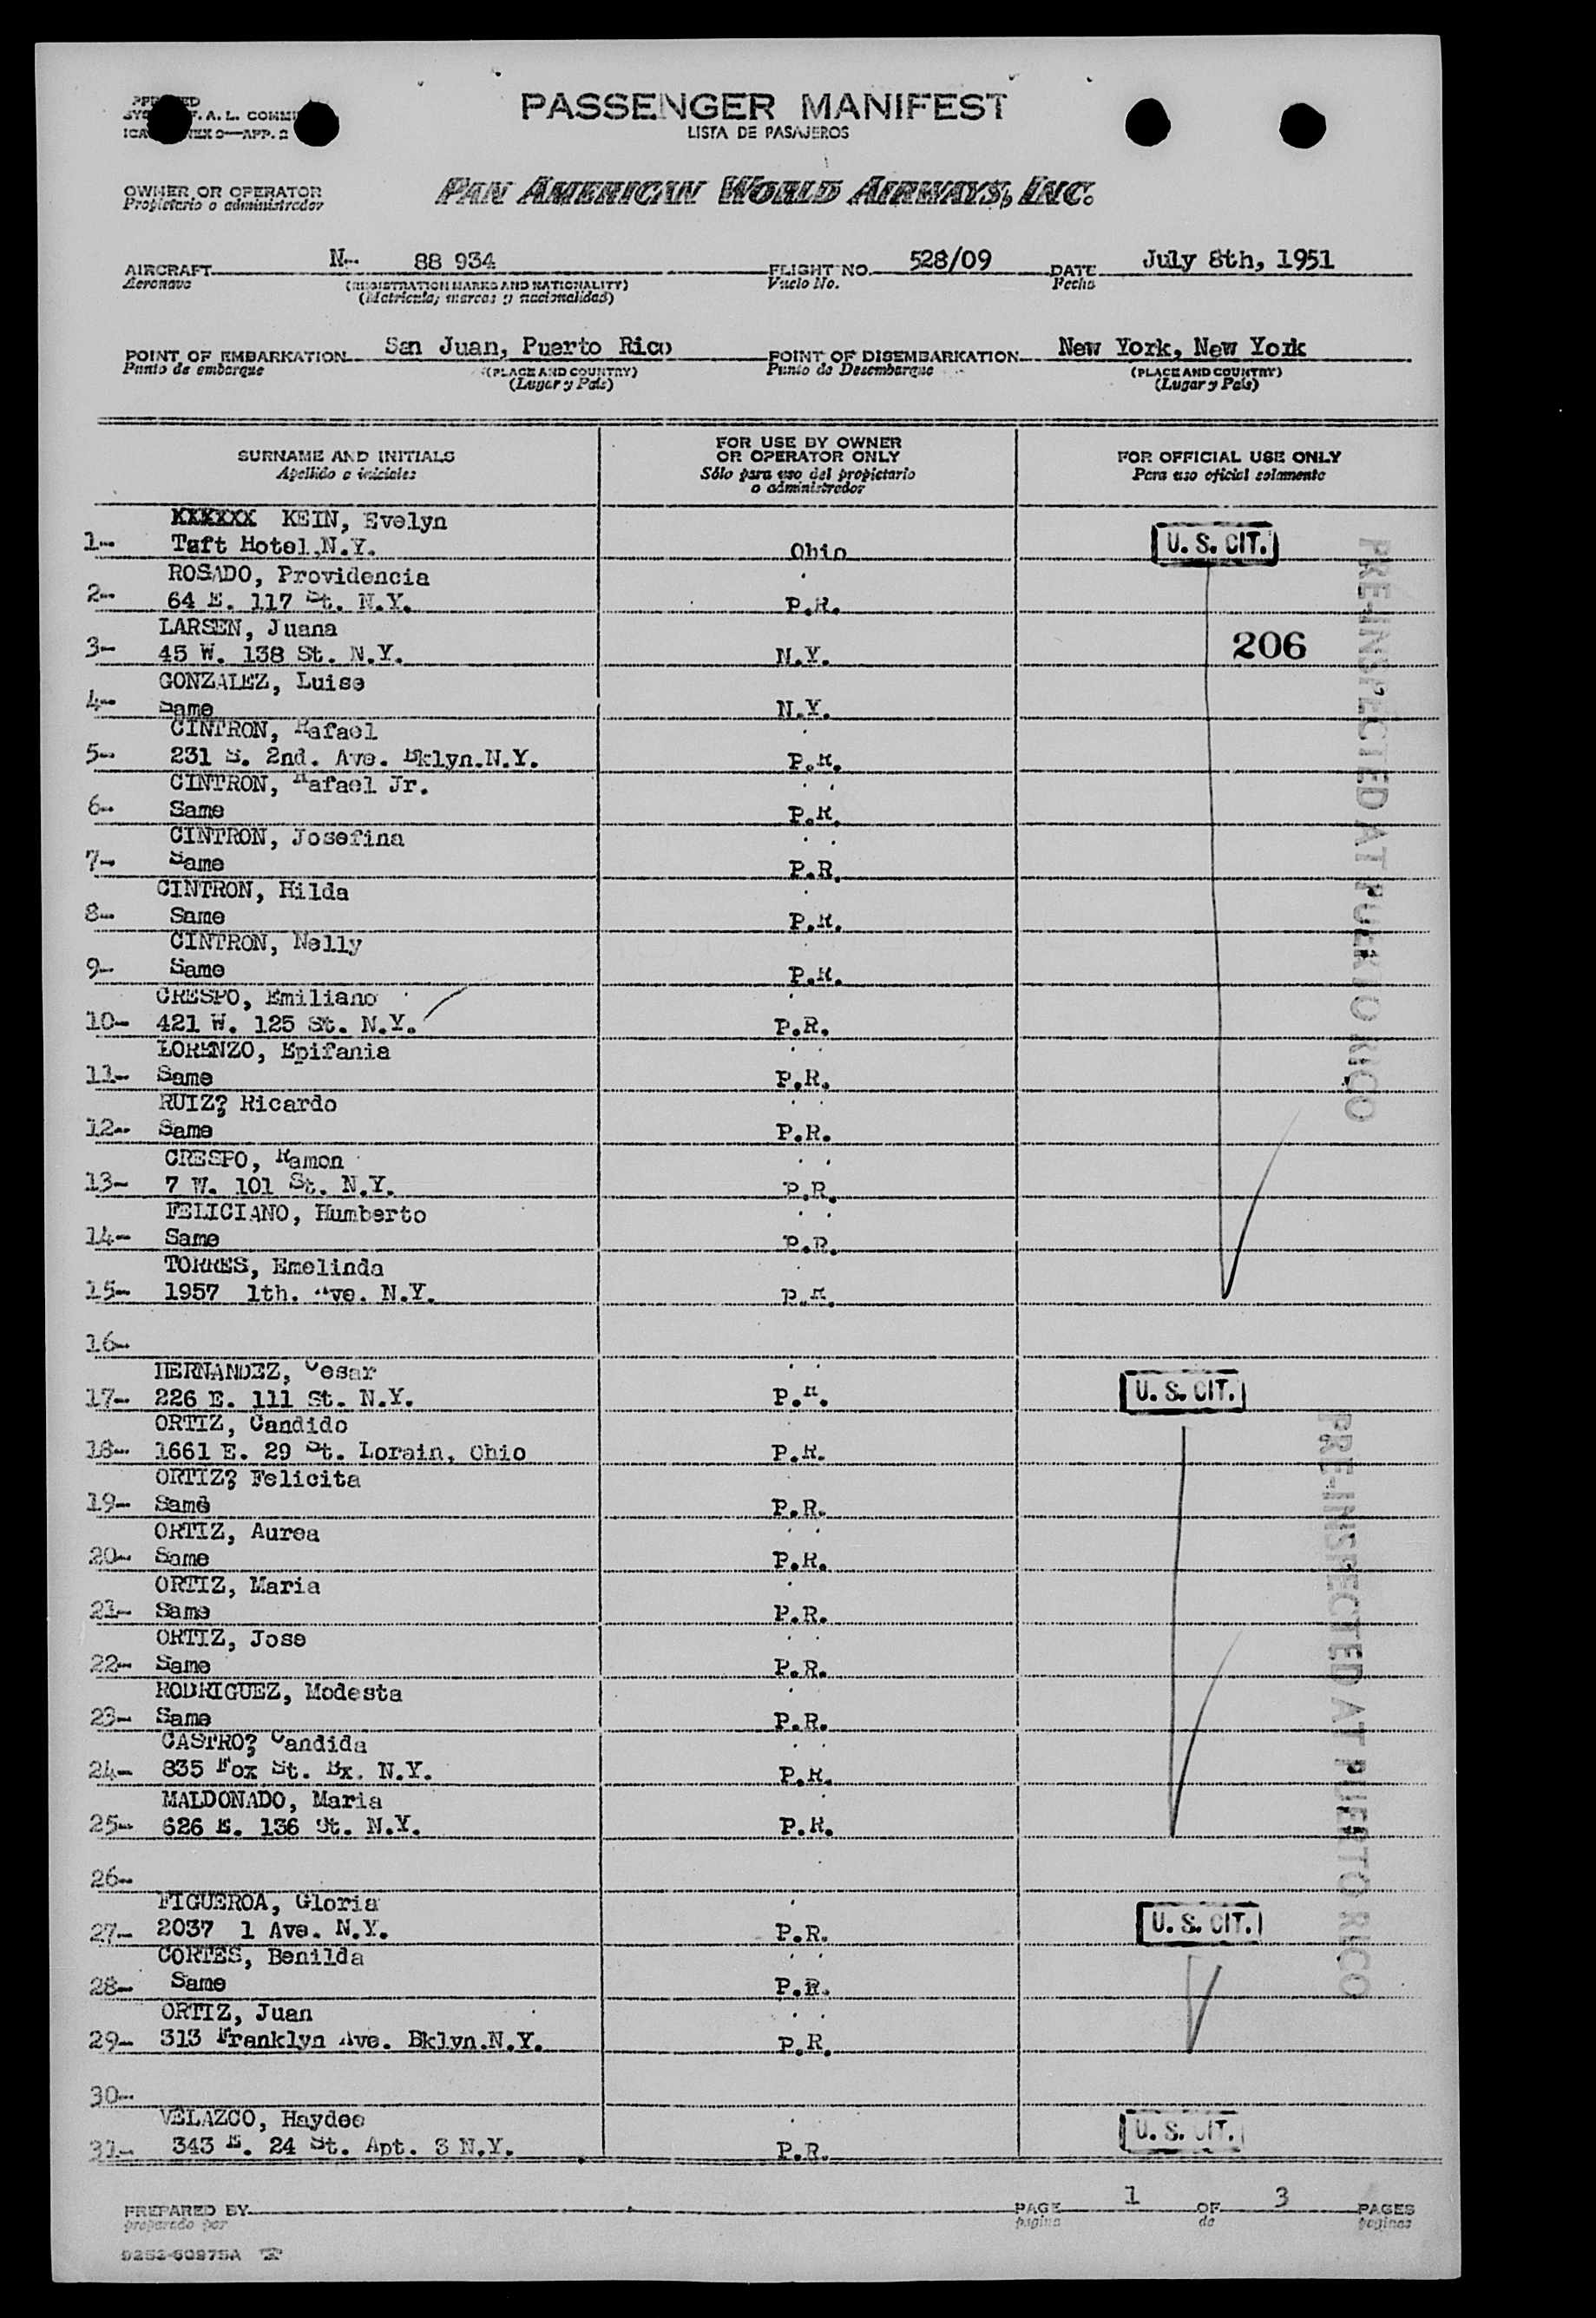 PASSENGER MANIFEST
LISTA DE PASAJEROS
F. A. L. COMMI
9—APP. 2
OWNER OR OPERATOR
Propietario o administrador
PAN AMERICAN WORLD AIRWAYS, INC.
AIRCRAFT N- 88 934 FLIGHT NO. 528/09 DATE July 8th, 1951
Aeronave (REGISTRATION MARKS AND NATIONALITY) Vuelo No. Fecha
(Matricula; marcas y nacionalidad)
POINT OF EMBARKATION San Juan, Puerto Rico POINT OF DISEMBARKATION New York, New York
Punto de embarque (PLACE AND COUNTRY) Punto de Desembarque (PLACE AND COUNTRY)
(Lugar y País) (Lugar y País)
SURNAME AND INITIALS FOR USE BY OWNER OR OPERATOR ONLY FOR OFFICIAL USE ONLY
Apellido e iniciales Sólo para uso del propietario o administrador Para uso oficial solamente
KEIN, Evelyn
1- Taft Hotel,N.Y. Ohio U. S. CIT.
ROSADO, Providencia
2- 64 E. 117 St. N.Y. P.R.
LARSEN, Juana
3- 45 W. 138 St. N.Y. N.Y. 206
GONZALEZ, Luise
4- Same N.Y.
CINTRON, Rafael
5- 231 S. 2nd. Ave. Bklyn.N.Y. P.R.
CINTRON, Rafael Jr.
6- Same P.R.
CINTRON, Josefina
7- Same P.R.
CINTRON, Hilda
8- Same P.R.
CINTRON, Nelly
9- Same P.R.
CRESPO, Emiliano
10- 421 W. 125 St. N.Y. P.R.
LORENZO, Epifania
11- Same P.R.
RUIZ? Ricardo
12- Same P.R.
CRESPO, Ramon
13- 7 W. 101 St. N.Y. P.R.
FELICIANO, Humberto
14- Same P.R.
TORRES, Emelinda
15- 1957 1th. Ave. N.Y. P.R.
PRE-INSPECTED AT PUERTO RICO
16-
HERNANDEZ, Cesar
17- 226 E. 111 St. N.Y. P.R. U. S. CIT.
ORTIZ, Candido
18- 1661 E. 29 St. Lorain, Ohio P.R.
ORTIZ? Felicita
19- Same P.R.
ORTIZ, Aurea
20- Same P.R.
ORTIZ, Maria
21- Same P.R.
ORTIZ, Jose
22- Same P.R.
RODRIGUEZ, Modesta
23- Same P.R.
CASTRO? Candida
24- 835 Fox St. Bx. N.Y. P.R.
MALDONADO, Maria
25- 626 E. 136 St. N.Y. P.R.
PRE-INSPECTED AT PUERTO RICO
26-
FIGUEROA, Gloria
27- 2037 1 Ave. N.Y. P.R. U. S. CIT.
CORTES, Benilda
28- Same P.R.
ORTIZ, Juan
29- 313 Franklyn Ave. Bklyn.N.Y. P.R.
30-
VELAZCO, Haydee
31- 343 E. 24 St. Apt. 3 N.Y. P.R. U. S. CIT.
PREPARED BY PAGE 1 OF 3 PAGES
preparado por pagina de paginas
9252-60975A